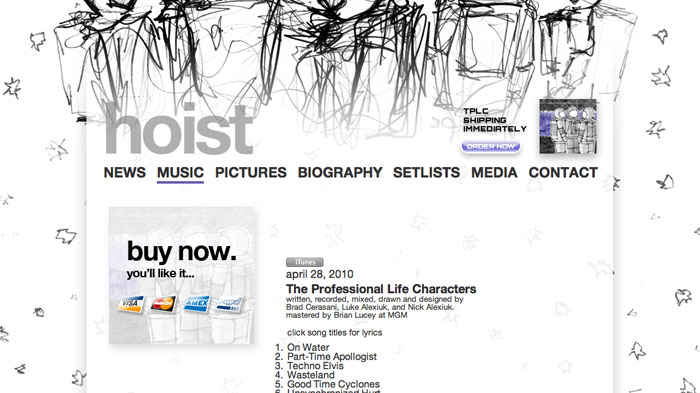 hoist
TPLC
SHIPPING
IMMEDIATELY
ORDER NOW
NEWS MUSIC PICTURES BIOGRAPHY SETLISTS MEDIA CONTACT
buy now.
you'll like it...
VISA MasterCard AMEX
iTunes
april 28, 2010
The Professional Life Characters
written, recorded, mixed, drawn and designed by
Brad Cerasani, Luke Alexiuk, and Nick Alexiuk.
mastered by Brian Lucey at MGM
click song titles for lyrics
1. On Water
2. Part-Time Apollogist
3. Techno Elvis
4. Wasteland
5. Good Time Cyclones
6. Unsynchronized Hurt